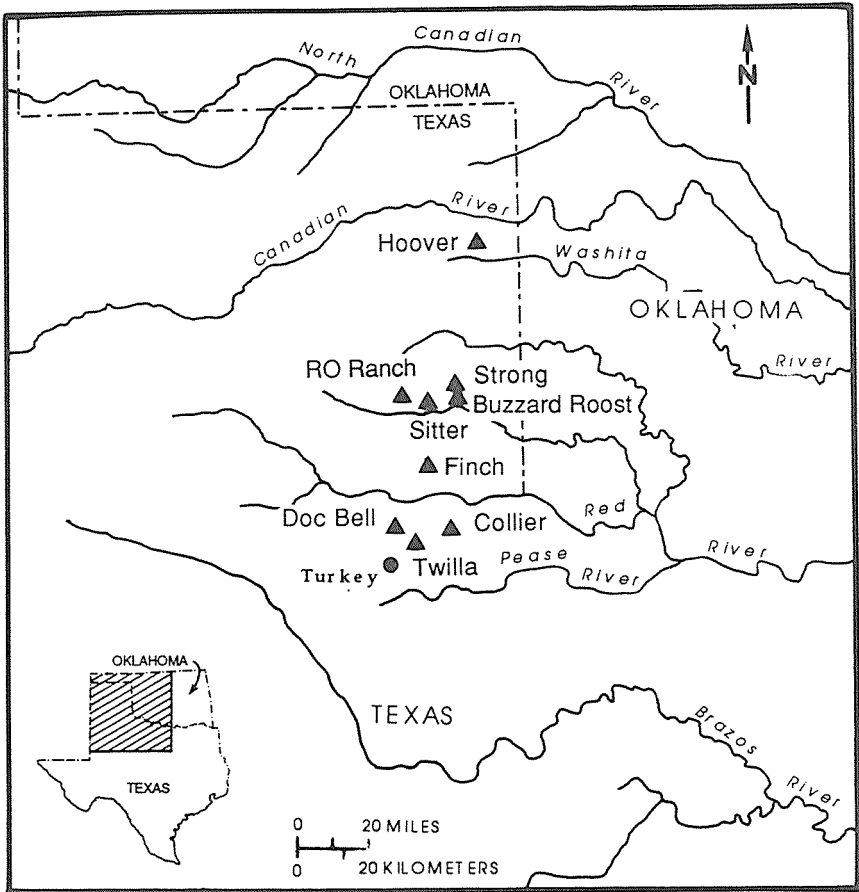 North
Canadian
River
N
OKLAHOMA
TEXAS
Canadian
River
Hoover
Washita
OKLAHOMA
River
RO Ranch
Strong
Buzzard Roost
Sitter
Finch
Doc Bell
Collier
Red
River
Twilla
Turkey
Pease
River
OKLAHOMA
TEXAS
TEXAS
Brazos
River
0 20 MILES
0 20 KILOMETERS